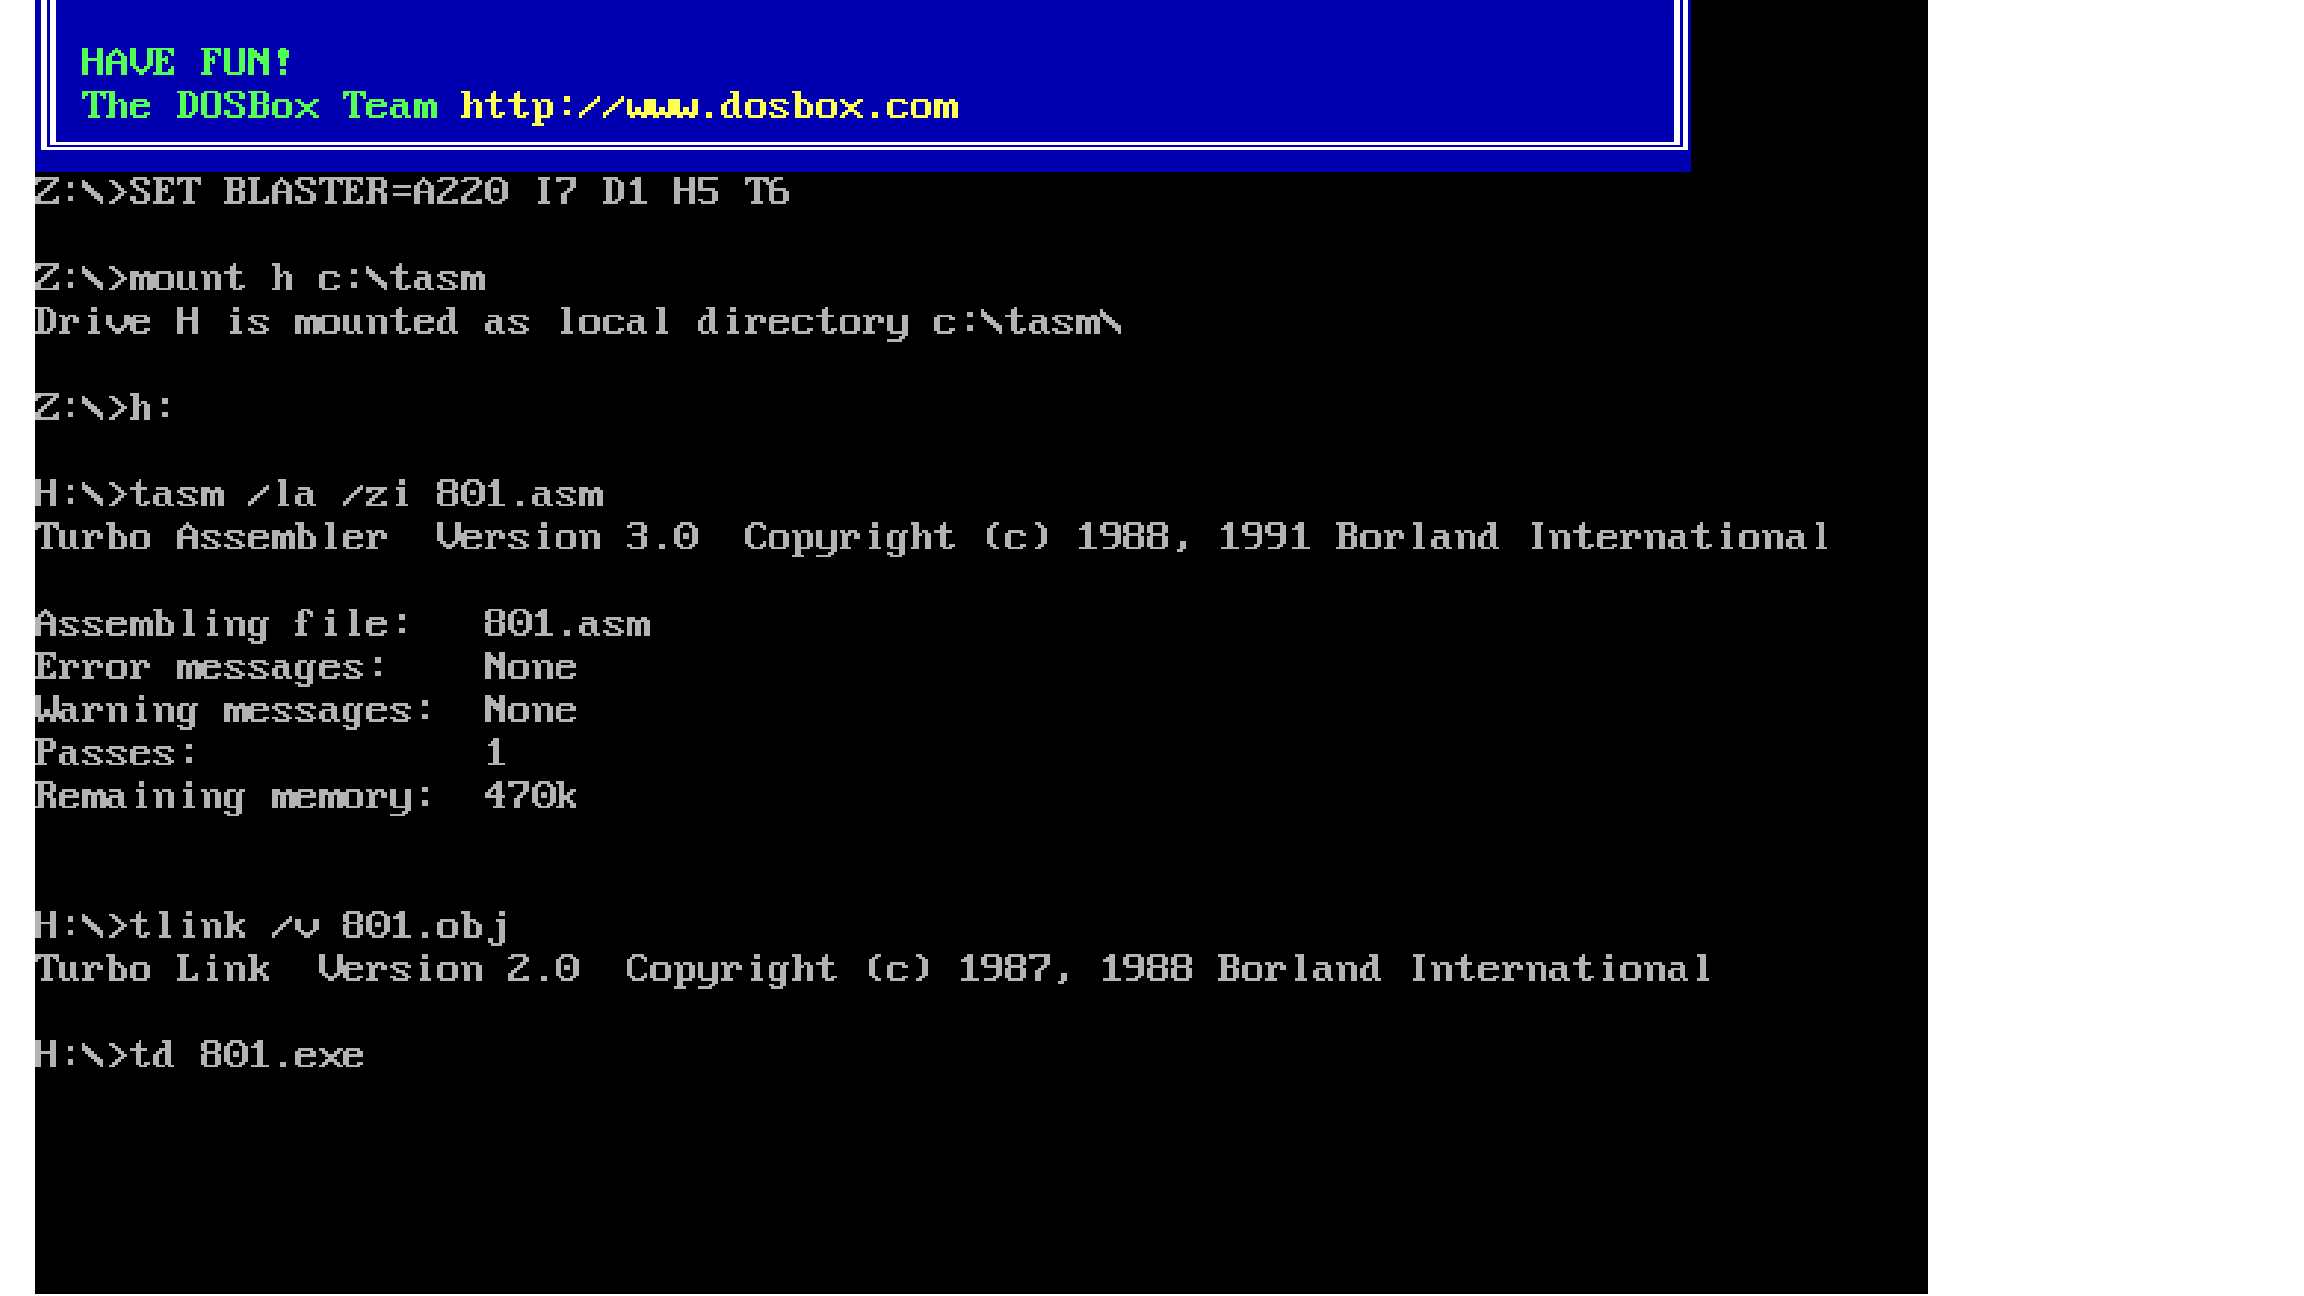 HAVE FUN!
The DOSBox Team http://www.dosbox.com
Z:\>SET BLASTER=A220 I7 D1 H5 T6
Z:\>mount h c:\tasm
Drive H is mounted as local directory c:\tasm\
Z:\>h:
H:\>tasm /la /zi 801.asm
Turbo Assembler  Version 3.0  Copyright (c) 1988, 1991 Borland International
Assembling file:   801.asm
Error messages:    None
Warning messages:  None
Passes:            1
Remaining memory:  470k
H:\>tlink /v 801.obj
Turbo Link  Version 2.0  Copyright (c) 1987, 1988 Borland International
H:\>td 801.exe